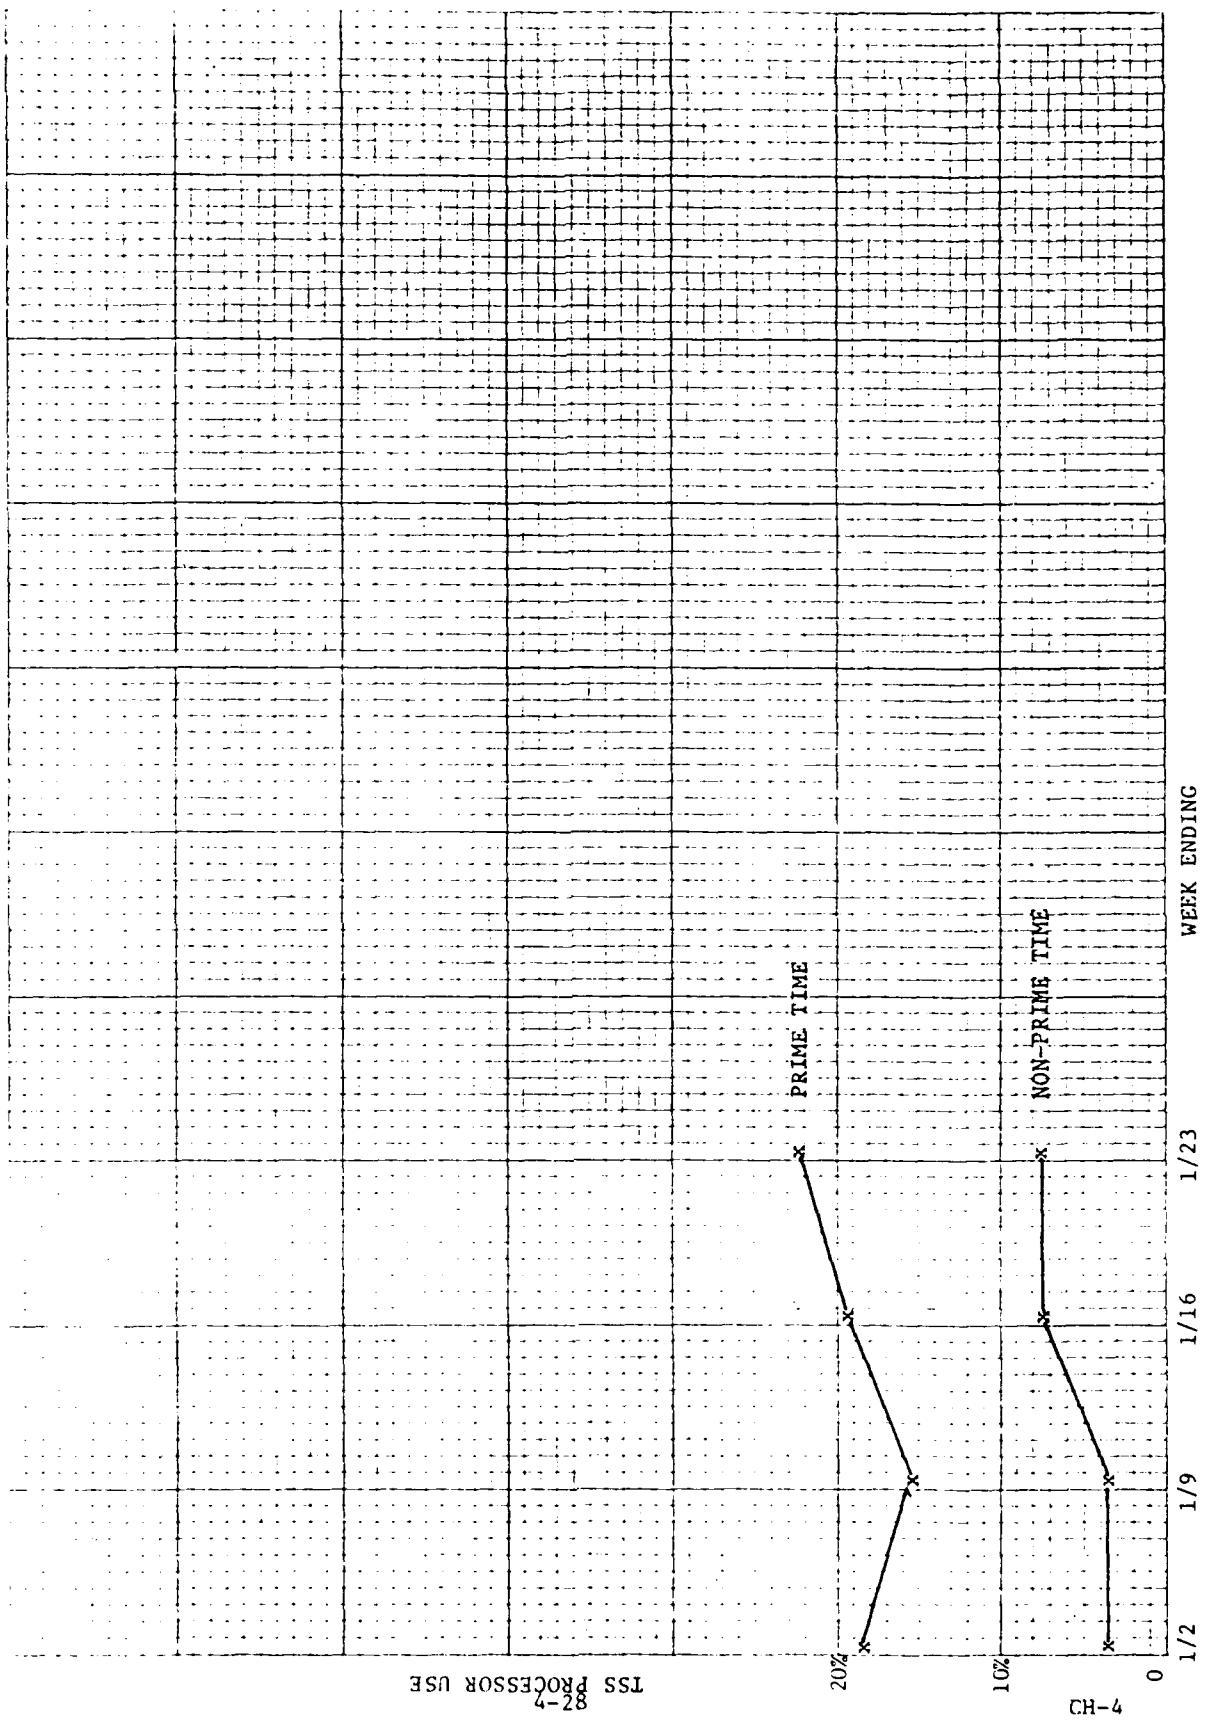 TSS PROCESSOR USE
4-28
20%
10%
0
CH-4
PRIME TIME
NON-PRIME TIME
1/2
1/9
1/16
1/23
WEEK ENDING